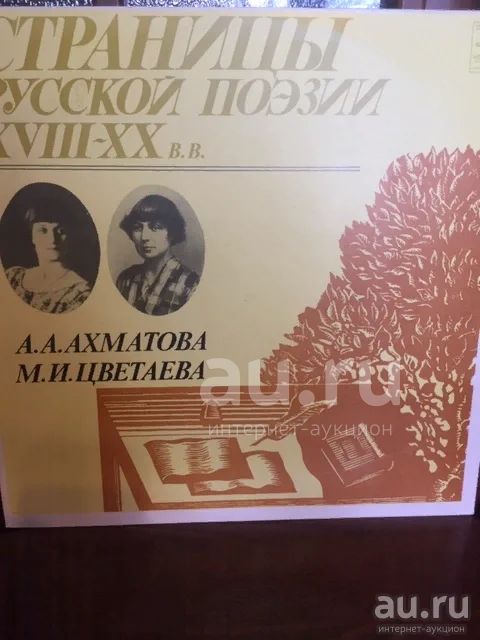 СТРАНИЦЫ
РУССКОЙ ПОЭЗИИ
XVIII-XX В.В.
А.А.АХМАТОВА
М.И.ЦВЕТАЕВА
au.ru
интернет-аукцион
au.ru
интернет-аукцион